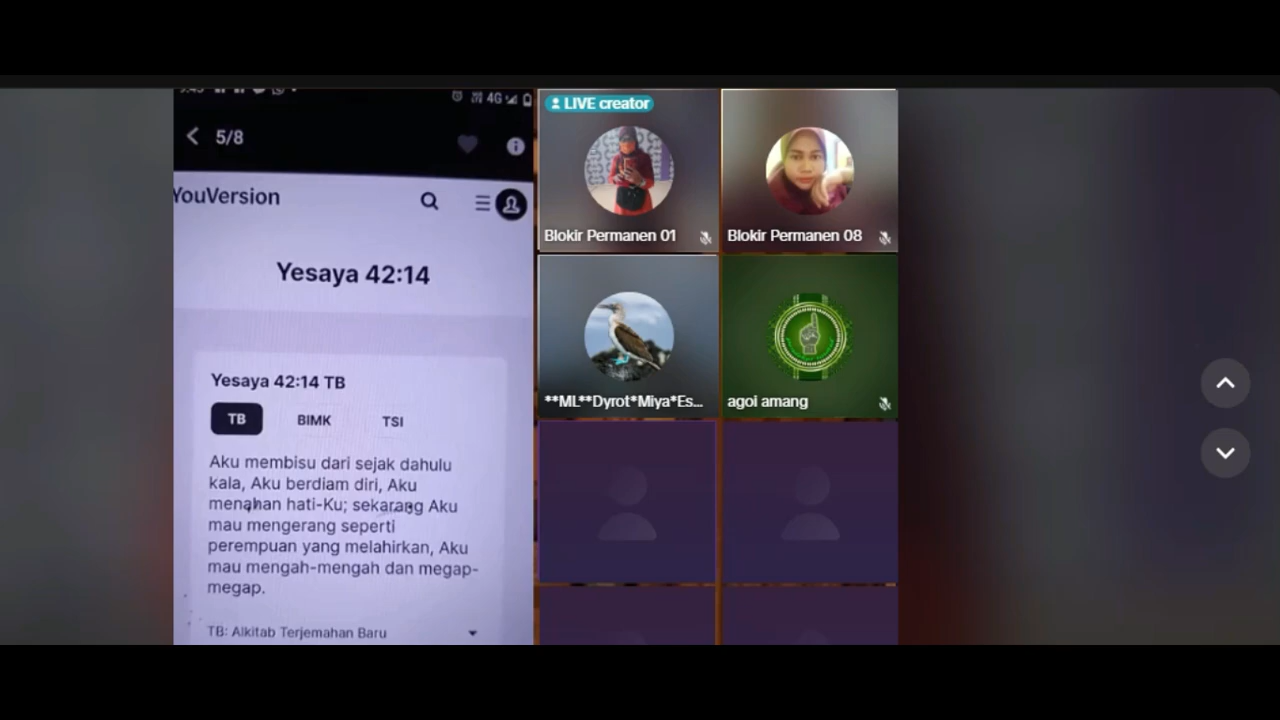 4G
5/8
YouVersion
Yesaya 42:14
Yesaya 42:14 TB
TB BIMK TSI
Aku membisu dari sejak dahulu
kala, Aku berdiam diri, Aku
menahan hati-Ku; sekarang Aku
mau mengerang seperti
perempuan yang melahirkan, Aku
mau mengah-mengah dan megap-
megap.
TB: Alkitab Terjemahan Baru
LIVE creator
Blokir Permanen 01
Blokir Permanen 08
**ML**Dyrot*Miya*Es...
agoi amang